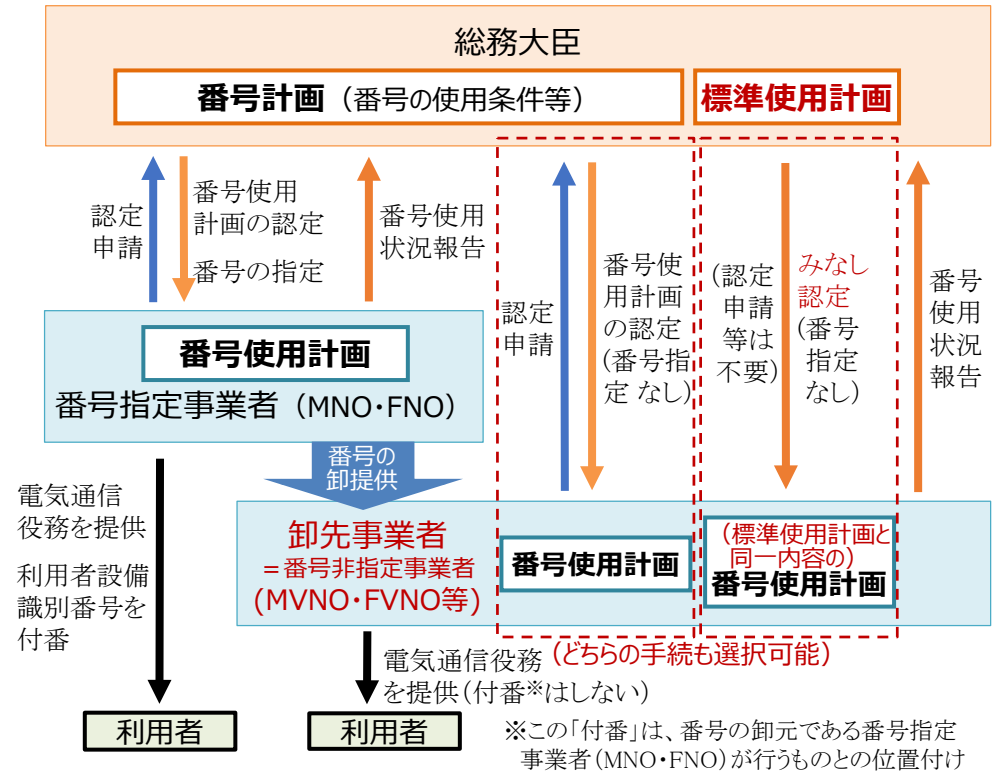 総務大臣
番号計画（番号の使用条件等）
標準使用計画
認定
申請
番号使用
計画の認定
番号の指定
番号使用
状況報告
認定
申請
番号使
用計画
の認定
(番号指
定 なし)
(認定
申請
等は
不要)
みなし
認定
(番号
指定
なし)
番号
使用
状況
報告
番号使用計画
番号指定事業者（MNO・FNO）
番号の
卸提供
電気通信
役務を提供
利用者設備
識別番号を
付番
卸先事業者
＝番号非指定事業者
(MVNO・FVNO等)
番号使用計画
（標準使用計画と
同一内容の）
番号使用計画
（どちらの手続も選択可能）
電気通信役務
を提供(付番※はしない)
利用者
利用者
※この「付番」は、番号の卸元である番号指定
事業者(MNO・FNO)が行うものとの位置付け